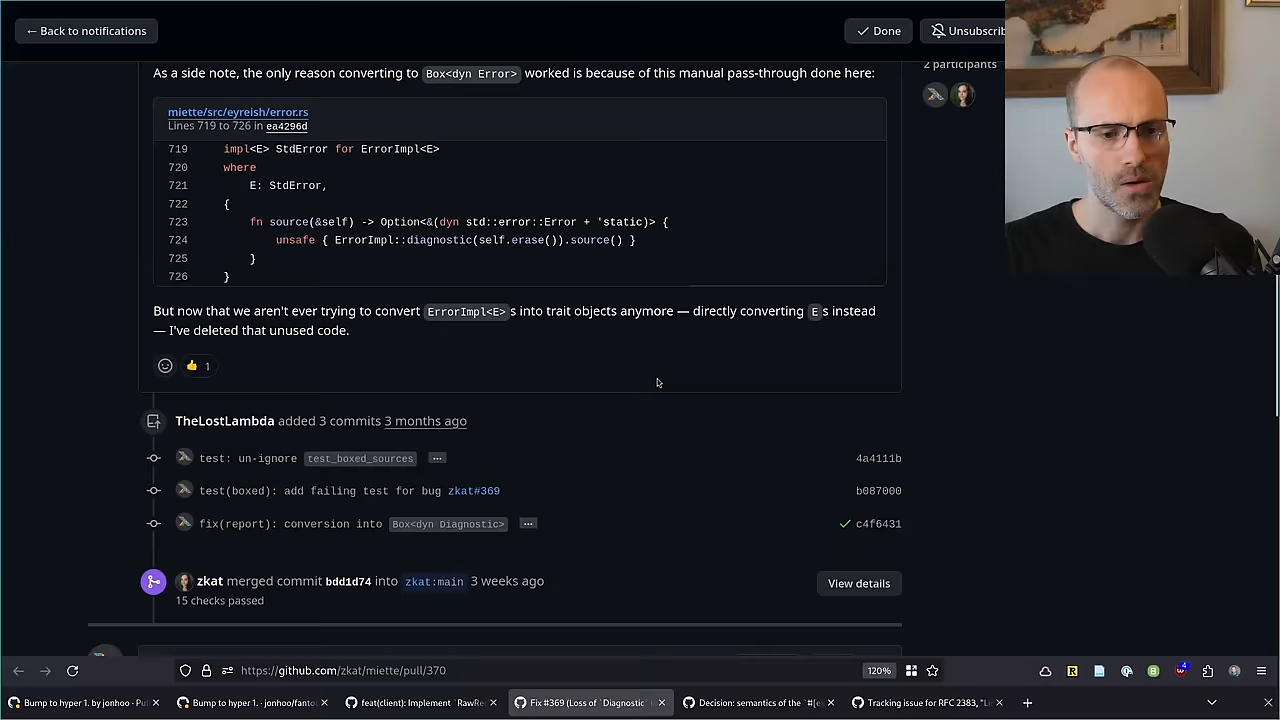 ← Back to notifications
Done
Unsubscrib
2 participants
As a side note, the only reason converting to Box<dyn Error> worked is because of this manual pass-through done here:
miette/src/eyreish/error.rs
Lines 719 to 726 in ea4296d
719 impl<E> StdError for ErrorImpl<E>
720 where
721 E: StdError,
722 {
723 fn source(&self) -> Option<&(dyn std::error::Error + 'static)> {
724 unsafe { ErrorImpl::diagnostic(self.erase()).source() }
725 }
726 }
But now that we aren't ever trying to convert ErrorImpl<E>s into trait objects anymore — directly converting Es instead
— I've deleted that unused code.
👍 1
TheLostLambda added 3 commits 3 months ago
test: un-ignore test_boxed_sources ... 4a4111b
test(boxed): add failing test for bug zkat#369 b087000
fix(report): conversion into Box<dyn Diagnostic> ... c4f6431
zkat merged commit bdd1d74 into zkat:main 3 weeks ago
15 checks passed
View details
https://github.com/zkat/miette/pull/370
120%
4
Bump to hyper 1. by jonhoo · Pul
Bump to hyper 1. · jonhoo/fanto
feat(client): Implement `RawRe
Fix #369 (Loss of `Diagnostic`
Decision: semantics of the `#[e
Tracking issue for RFC 2383, "Li